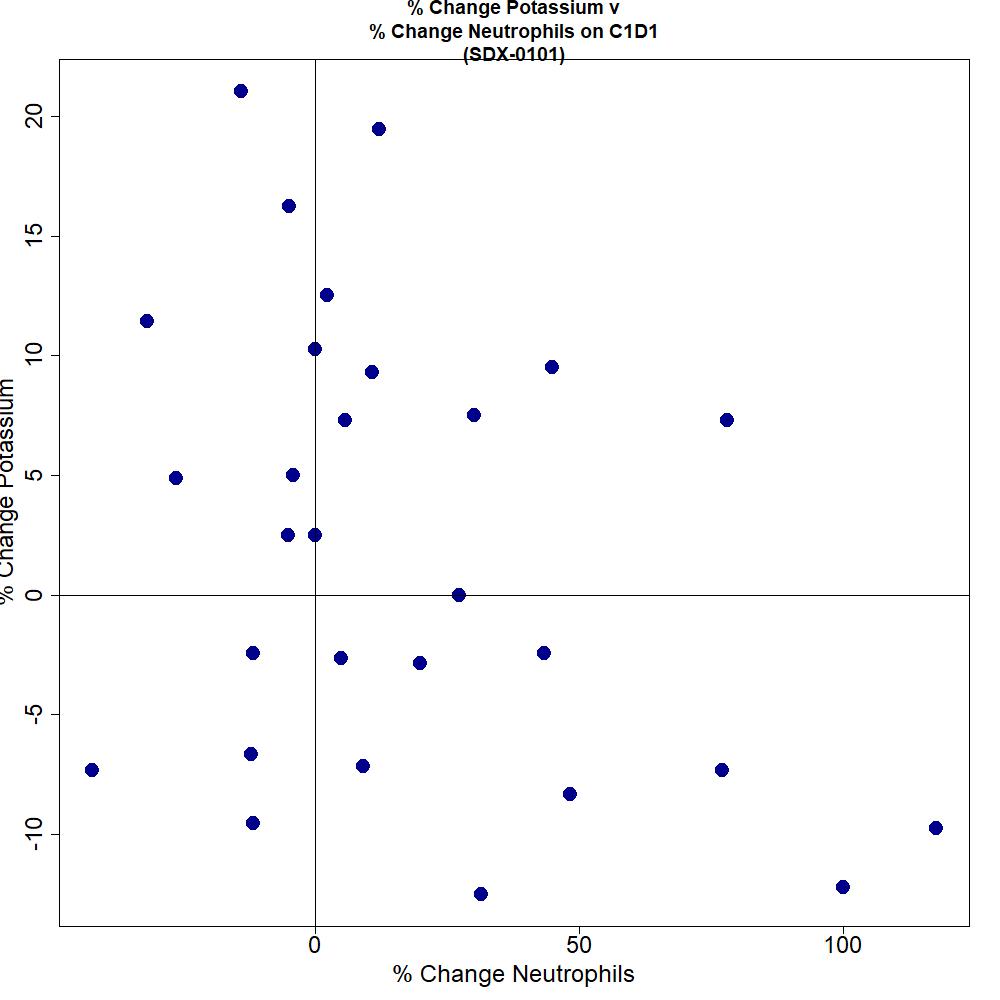 % Change Potassium v
% Change Neutrophils on C1D1
(SDX-0101)
% Change Potassium
20
15
10
5
0
-5
-10
0 50 100
% Change Neutrophils